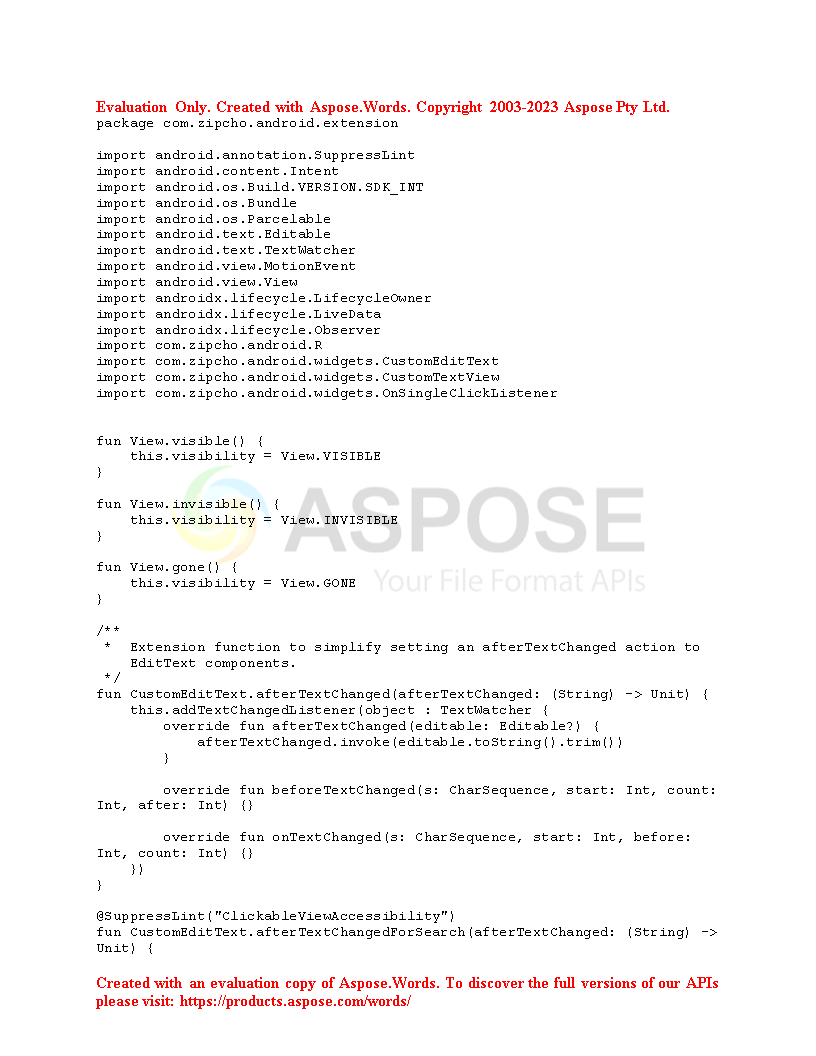 Evaluation Only. Created with Aspose.Words. Copyright 2003-2023 Aspose Pty Ltd.
package com.zipcho.android.extension

import android.annotation.SuppressLint
import android.content.Intent
import android.os.Build.VERSION.SDK_INT
import android.os.Bundle
import android.os.Parcelable
import android.text.Editable
import android.text.TextWatcher
import android.view.MotionEvent
import android.view.View
import androidx.lifecycle.LifecycleOwner
import androidx.lifecycle.LiveData
import androidx.lifecycle.Observer
import com.zipcho.android.R
import com.zipcho.android.widgets.CustomEditText
import com.zipcho.android.widgets.CustomTextView
import com.zipcho.android.widgets.OnSingleClickListener

fun View.visible() {
    this.visibility = View.VISIBLE
}

fun View.invisible() {
    this.visibility = View.INVISIBLE
}

ASPOSE
fun View.gone() {
    this.visibility = View.GONE
Your File Format APIs
}

/**
 *  Extension function to simplify setting an afterTextChanged action to
    EditText components.
 */
fun CustomEditText.afterTextChanged(afterTextChanged: (String) -> Unit) {
    this.addTextChangedListener(object : TextWatcher {
        override fun afterTextChanged(editable: Editable?) {
            afterTextChanged.invoke(editable.toString().trim())
        }

        override fun beforeTextChanged(s: CharSequence, start: Int, count:
Int, after: Int) {}

        override fun onTextChanged(s: CharSequence, start: Int, before:
Int, count: Int) {}
    })
}

@SuppressLint("ClickableViewAccessibility")
fun CustomEditText.afterTextChangedForSearch(afterTextChanged: (String) ->
Unit) {

Created with an evaluation copy of Aspose.Words. To discover the full versions of our APIs
please visit: https://products.aspose.com/words/